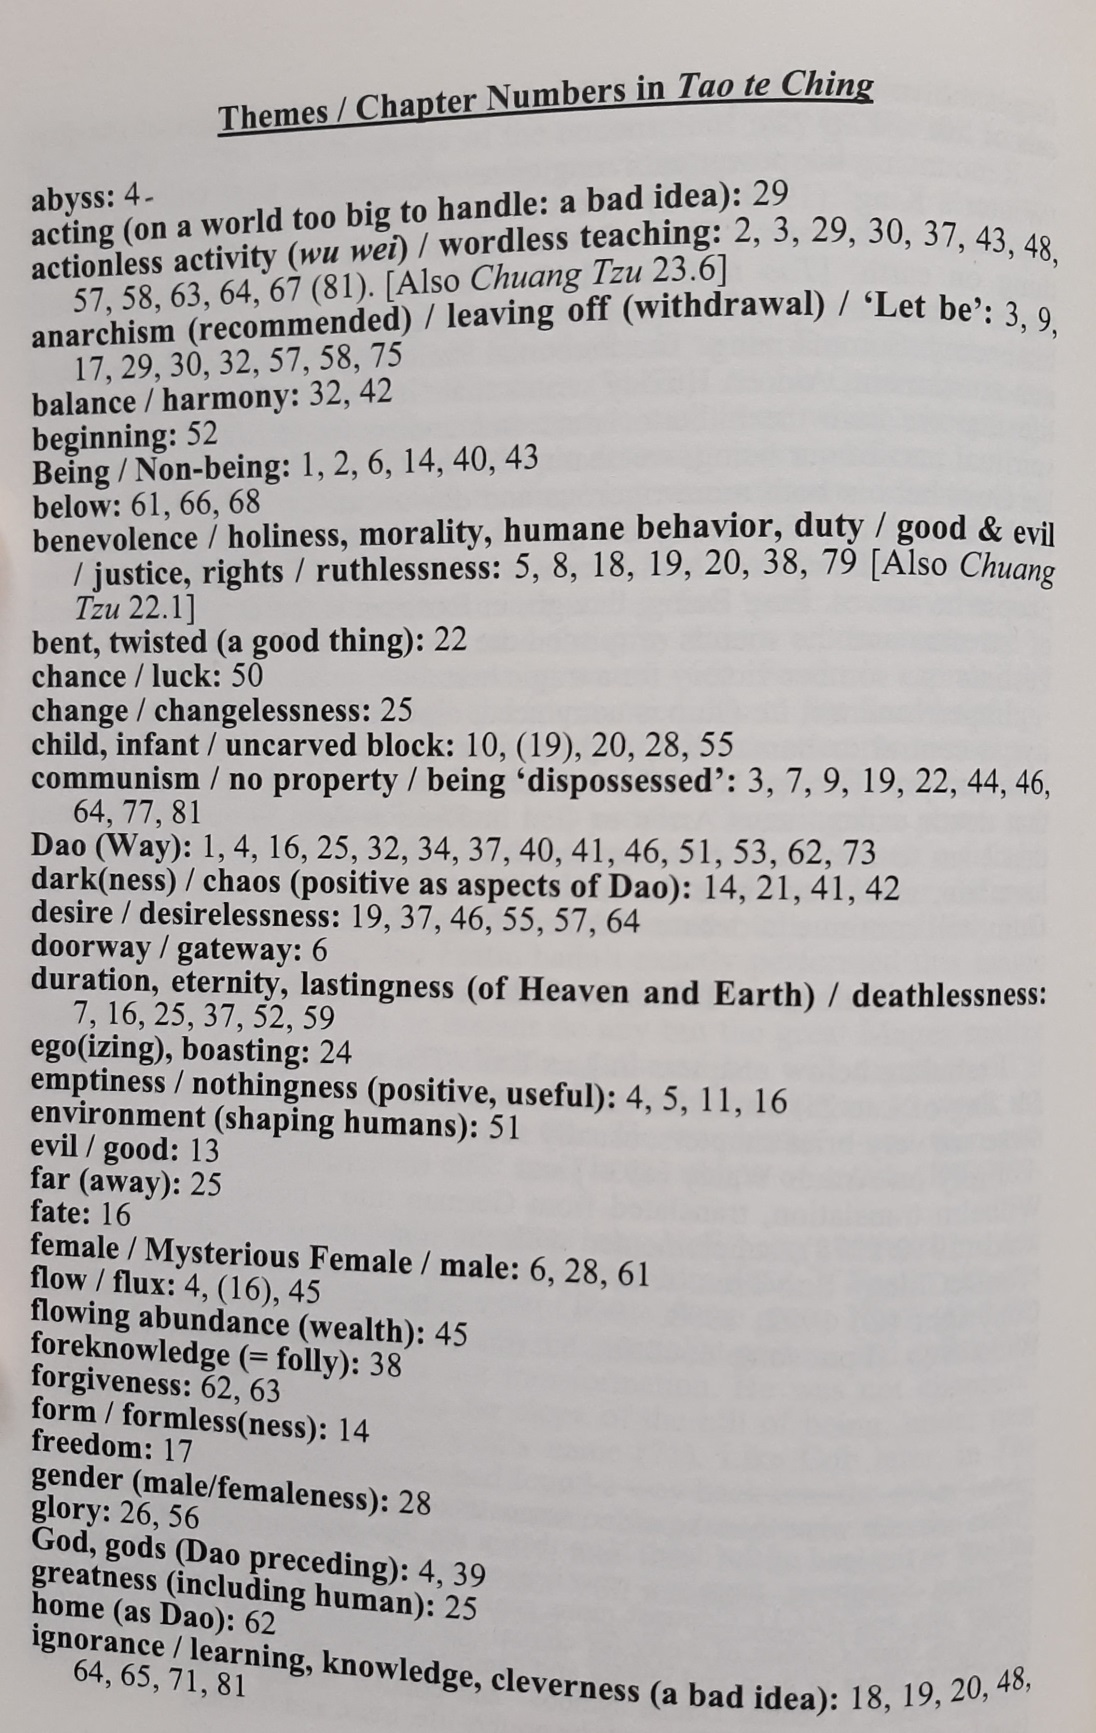 Themes / Chapter Numbers in Tao te Ching
abyss: 4-
acting (on a world too big to handle: a bad idea): 29
actionless activity (wu wei) / wordless teaching: 2, 3, 29, 30, 37, 43, 48,
57, 58, 63, 64, 67 (81). [Also Chuang Tzu 23.6]
anarchism (recommended) / leaving off (withdrawal) / ‘Let be’: 3, 9,
17, 29, 30, 32, 57, 58, 75
balance / harmony: 32, 42
beginning: 52
Being / Non-being: 1, 2, 6, 14, 40, 43
below: 61, 66, 68
benevolence / holiness, morality, humane behavior, duty / good & evil
/ justice, rights / ruthlessness: 5, 8, 18, 19, 20, 38, 79 [Also Chuang
Tzu 22.1]
bent, twisted (a good thing): 22
chance / luck: 50
change / changelessness: 25
child, infant / uncarved block: 10, (19), 20, 28, 55
communism / no property / being ‘dispossessed’: 3, 7, 9, 19, 22, 44, 46,
64, 77, 81
Dao (Way): 1, 4, 16, 25, 32, 34, 37, 40, 41, 46, 51, 53, 62, 73
dark(ness) / chaos (positive as aspects of Dao): 14, 21, 41, 42
desire / desirelessness: 19, 37, 46, 55, 57, 64
doorway / gateway: 6
duration, eternity, lastingness (of Heaven and Earth) / deathlessness:
7, 16, 25, 37, 52, 59
ego(izing), boasting: 24
emptiness / nothingness (positive, useful): 4, 5, 11, 16
environment (shaping humans): 51
evil / good: 13
far (away): 25
fate: 16
female / Mysterious Female / male: 6, 28, 61
flow / flux: 4, (16), 45
flowing abundance (wealth): 45
foreknowledge (= folly): 38
forgiveness: 62, 63
form / formless(ness): 14
freedom: 17
gender (male/femaleness): 28
glory: 26, 56
God, gods (Dao preceding): 4, 39
greatness (including human): 25
home (as Dao): 62
ignorance / learning, knowledge, cleverness (a bad idea): 18, 19, 20, 48,
64, 65, 71, 81